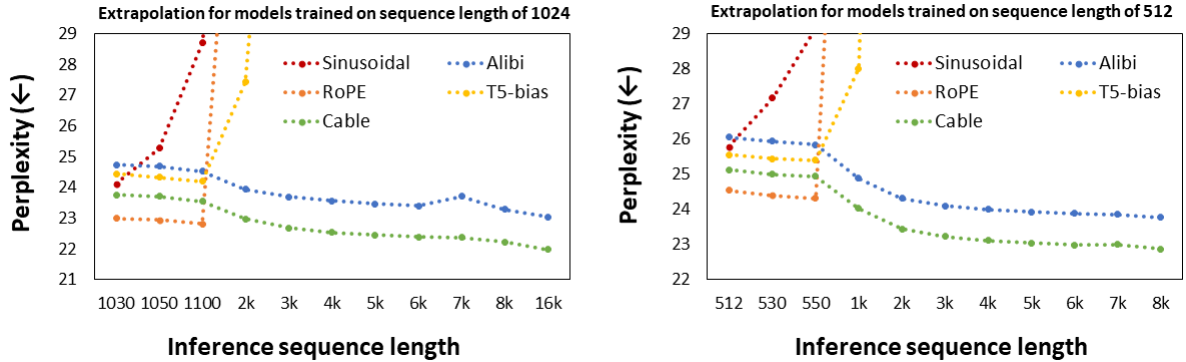 Extrapolation for models trained on sequence length of 1024
29
28
27
26
25
24
23
22
21
Perplexity (←)
Sinusoidal
Alibi
RoPE
T5-bias
Cable
1030 1050 1100 2k 3k 4k 5k 6k 7k 8k 16k
Inference sequence length
Extrapolation for models trained on sequence length of 512
29
28
27
26
25
24
23
22
Perplexity (←)
Sinusoidal
Alibi
RoPE
T5-bias
Cable
512 530 550 1k 2k 3k 4k 5k 6k 7k 8k
Inference sequence length